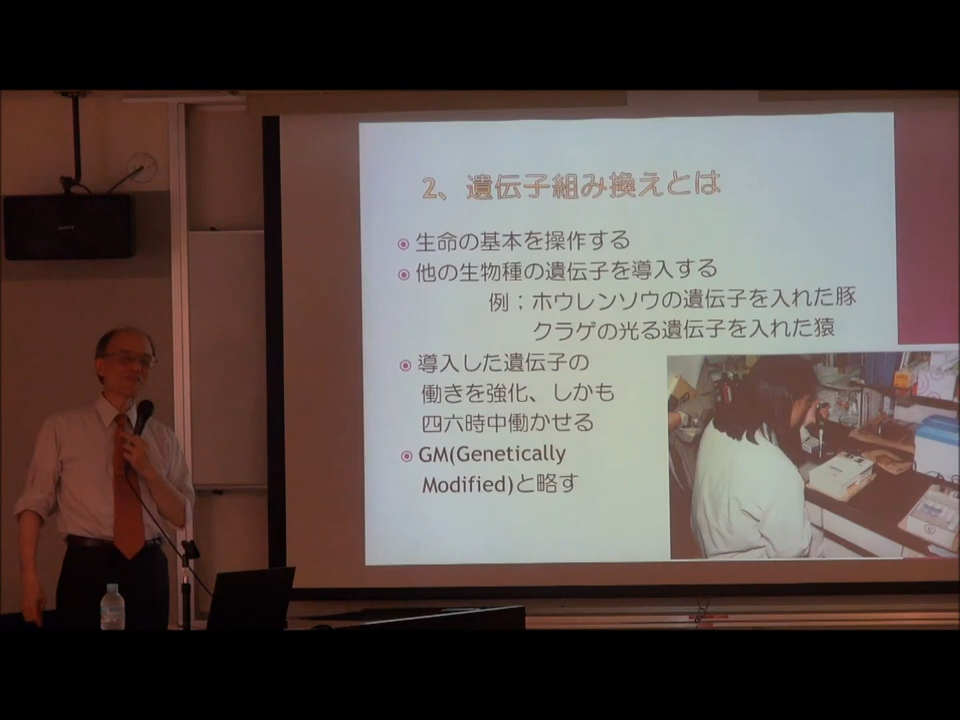 2、遺伝子組み換えとは
生命の基本を操作する
他の生物種の遺伝子を導入する
例；ホウレンソウの遺伝子を入れた豚
クラゲの光る遺伝子を入れた猿
導入した遺伝子の
働きを強化、しかも
四六時中働かせる
GM(Genetically
Modified)と略す